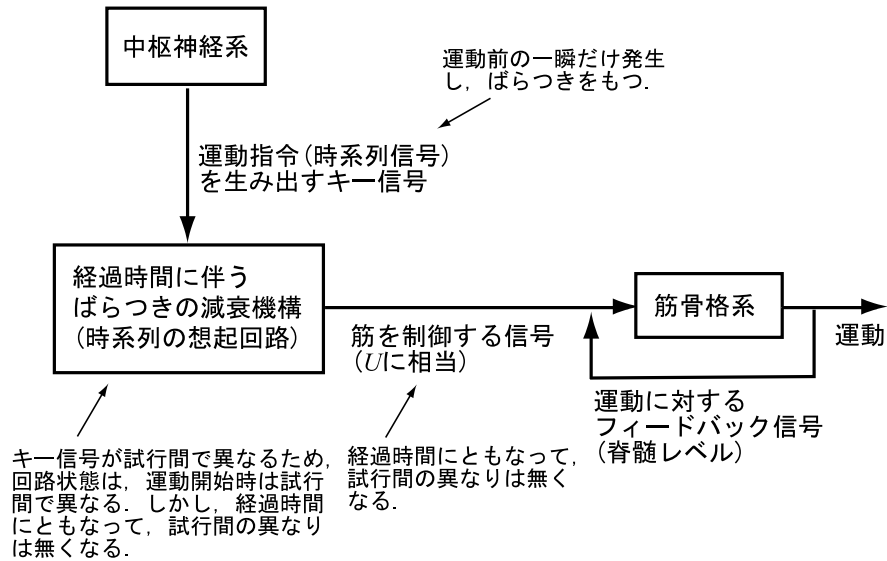 中枢神経系
運動前の一瞬だけ発生
し，ばらつきをもつ．
運動指令(時系列信号)
を生み出すキー信号
経過時間に伴う
ばらつきの減衰機構
(時系列の想起回路)
筋骨格系
運動
筋を制御する信号
(Uに相当)
運動に対する
フィードバック信号
(脊髄レベル)
キー信号が試行間で異なるため，
回路状態は，運動開始時は試行
間で異なる．しかし，経過時間
にともなって，試行間の異なり
は無くなる．
経過時間にともなって，
試行間の異なりは無く
なる．